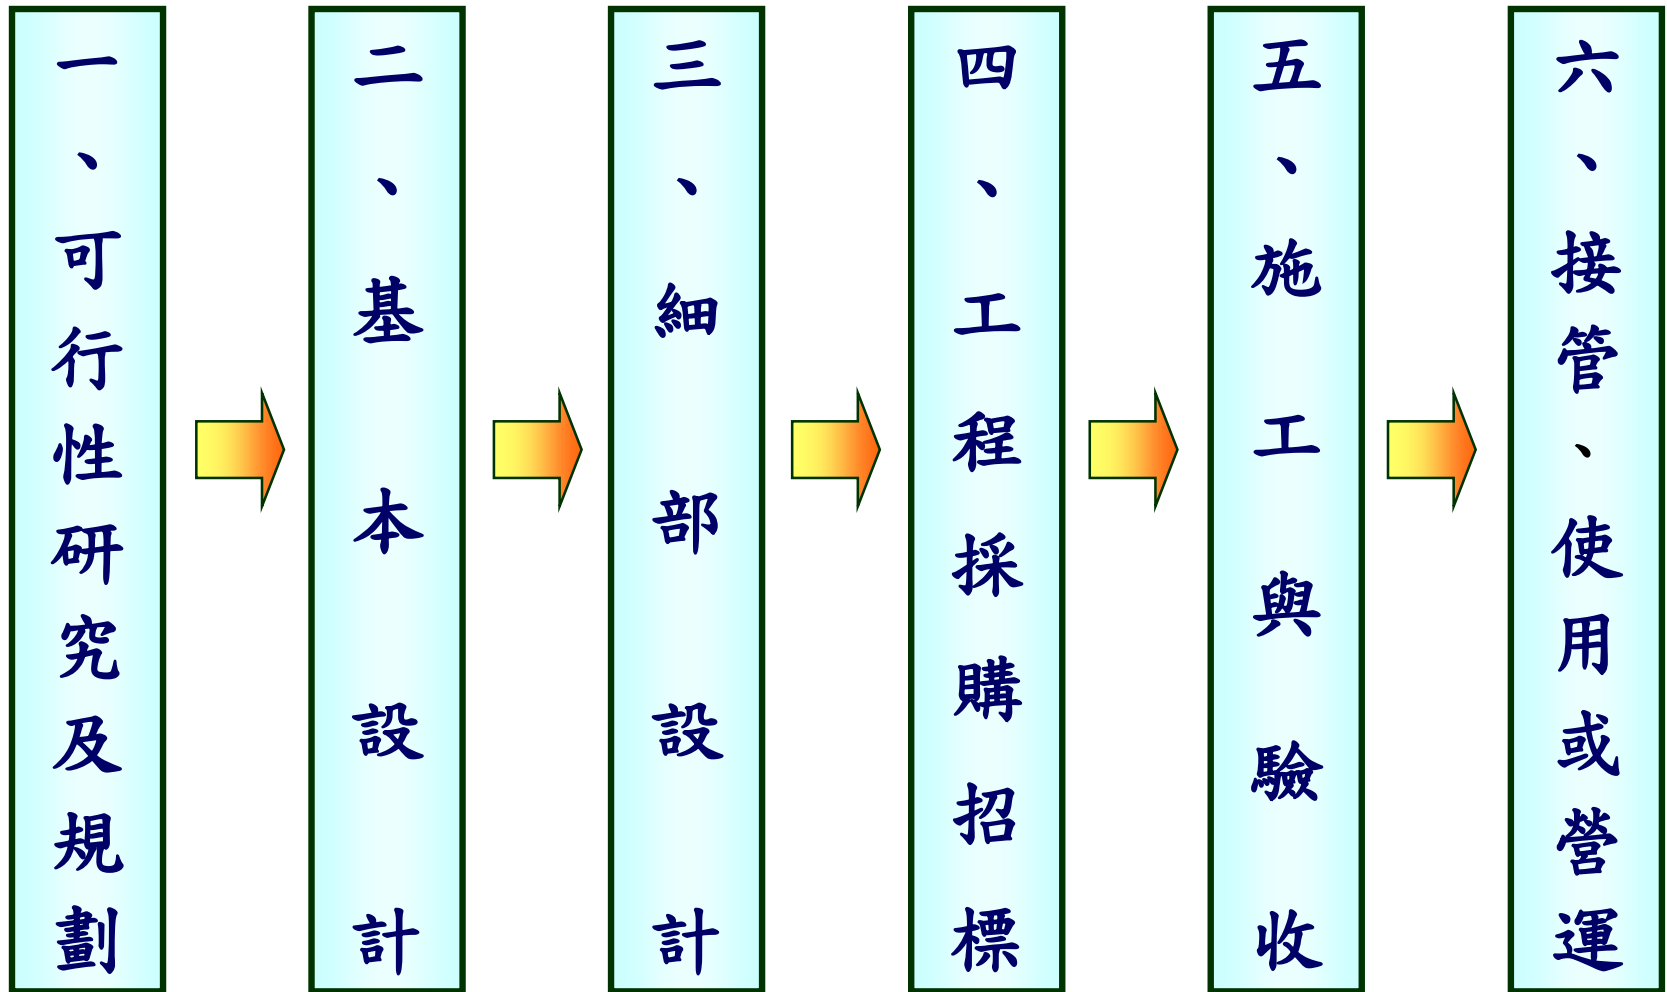 一、可行性研究及規劃
二、基本設計
三、細部設計
四、工程採購招標
五、施工與驗收
六、接管、使用或營運